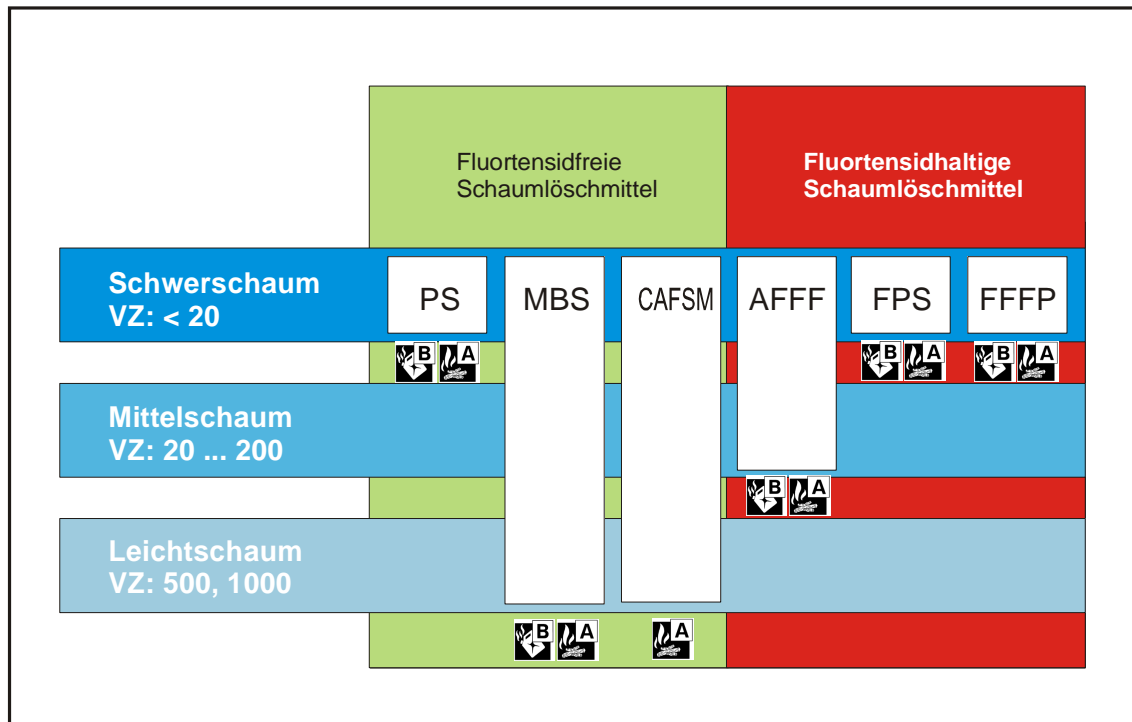 Fluortensidfreie
Schaumlöschmittel
Fluortensidhaltige
Schaumlöschmittel
Schwerschaum
VZ: < 20
PS
MBS
CAFSM
AFFF
FPS
FFFP
B A
B A
B A
Mittelschaum
VZ: 20 ... 200
B A
Leichtschaum
VZ: 500, 1000
B A
A